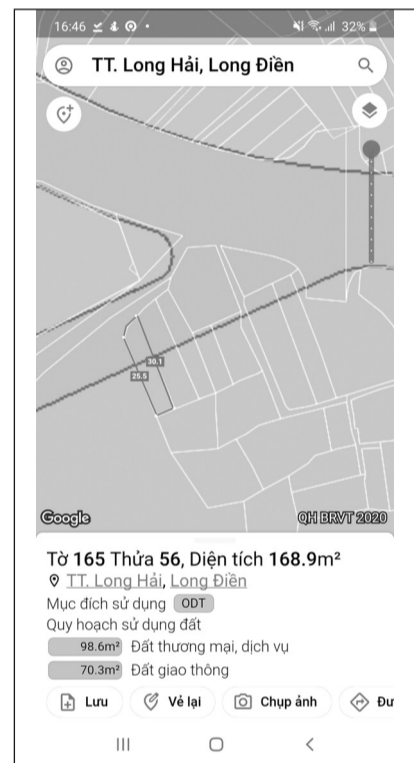 16:46
32%
TT. Long Hải, Long Điền
30.1
25.5
Google
QH BRVT 2020
Tờ 165 Thửa 56, Diện tích 168.9m²
TT. Long Hải, Long Điền
Mục đích sử dụng ODT
Quy hoạch sử dụng đất
98.6m² Đất thương mại, dịch vụ
70.3m² Đất giao thông
Lưu Vẽ lại Chụp ảnh Đư